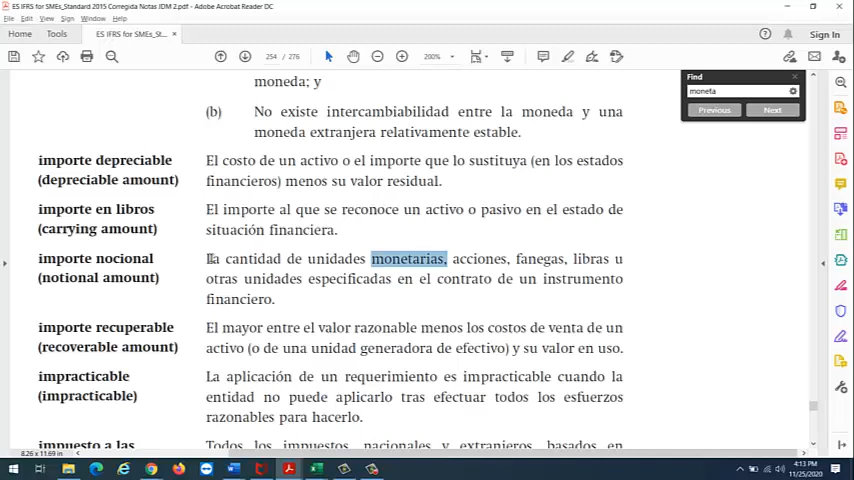 ES IFRS for SMEs_Standard 2015 Corregida Notas JDM 2.pdf - Adobe Acrobat Reader DC
File Edit View Sign Window Help
Home Tools ES IFRS for SMEs_St... × Sign In
254 / 276 200%
Find
moneta
Previous Next
moneda; y
(b) No existe intercambiabilidad entre la moneda y una
moneda extranjera relativamente estable.
importe depreciable El costo de un activo o el importe que lo sustituya (en los estados
(depreciable amount) financieros) menos su valor residual.
importe en libros El importe al que se reconoce un activo o pasivo en el estado de
(carrying amount) situación financiera.
importe nocional La cantidad de unidades monetarias, acciones, fanegas, libras u
(notional amount) otras unidades especificadas en el contrato de un instrumento
financiero.
importe recuperable El mayor entre el valor razonable menos los costos de venta de un
(recoverable amount) activo (o de una unidad generadora de efectivo) y su valor en uso.
impracticable La aplicación de un requerimiento es impracticable cuando la
(impracticable) entidad no puede aplicarlo tras efectuar todos los esfuerzos
razonables para hacerlo.
impuesto a las Todos los impuestos, nacionales y extranjeros, basados en
8.26 x 11.69 in
4:13 PM
11/25/2020